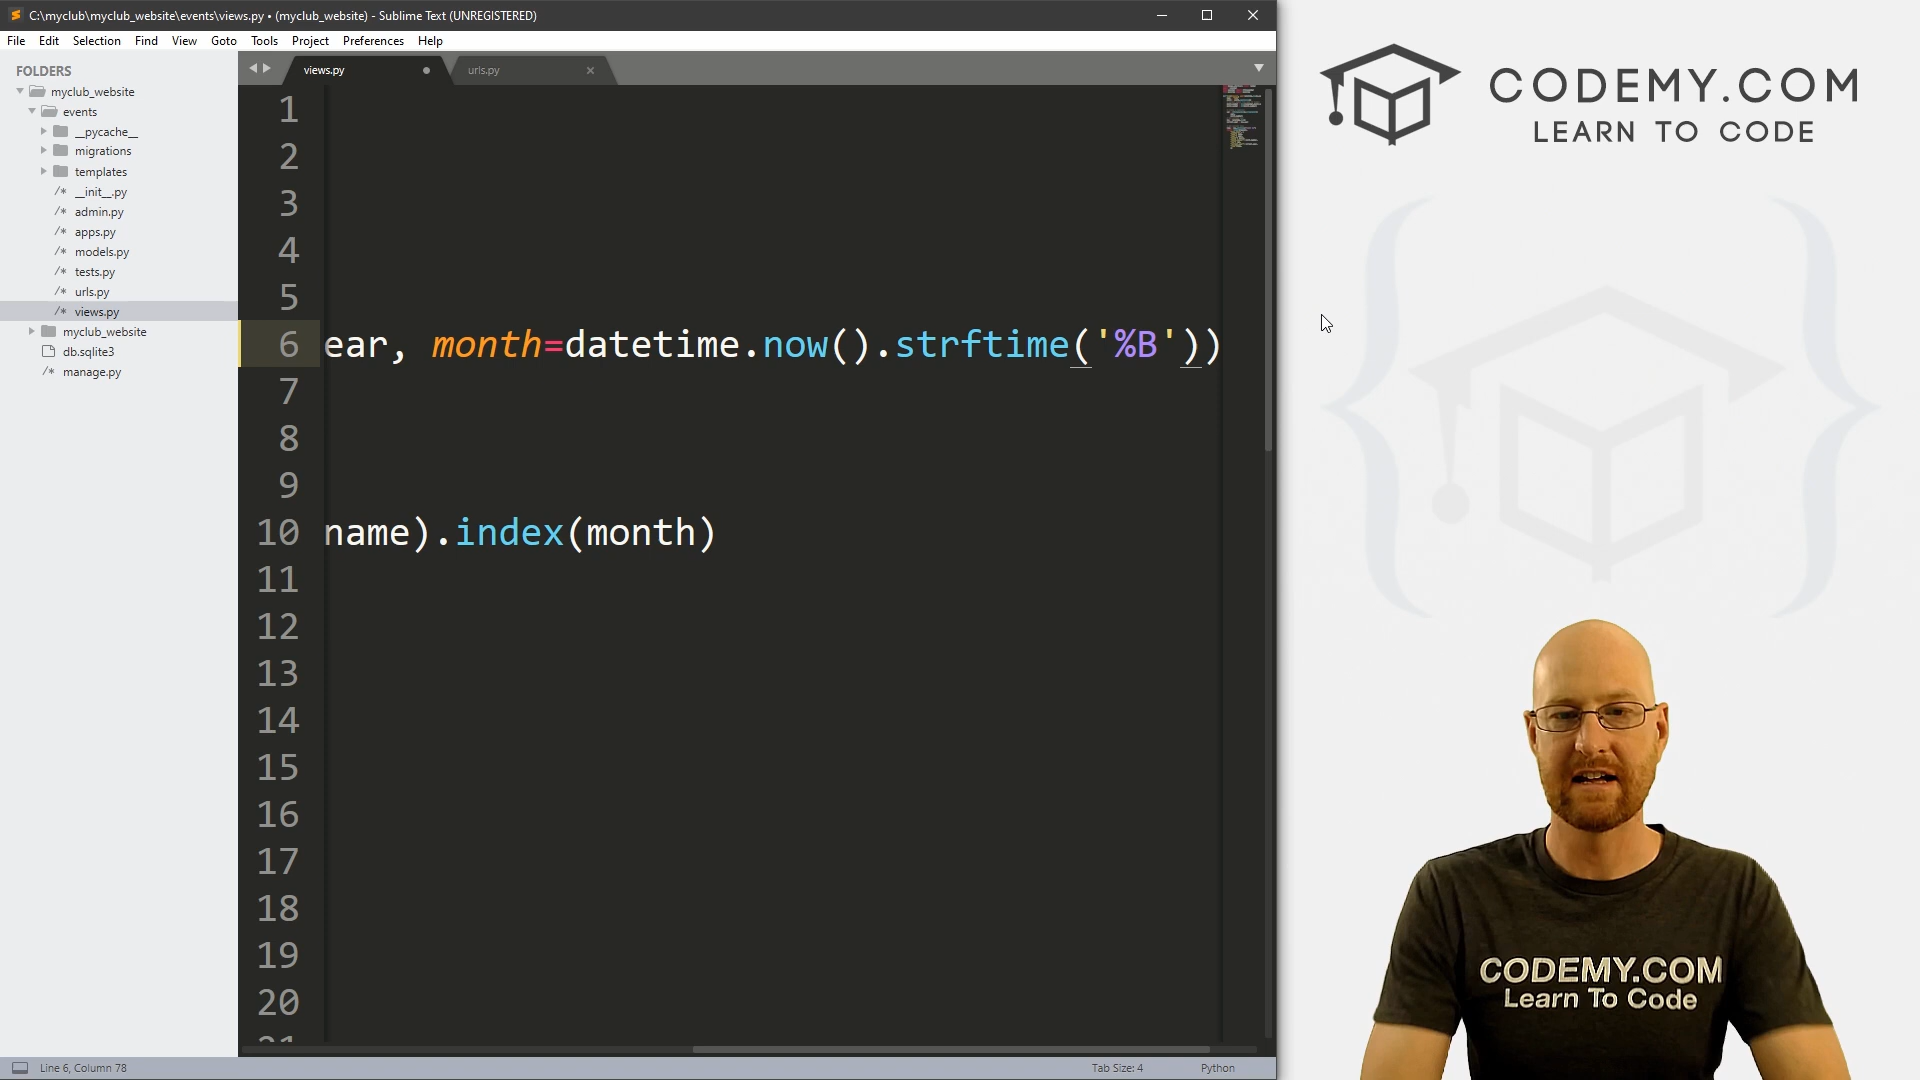 C:\myclub\myclub_website\events\views.py • (myclub_website) - Sublime Text (UNREGISTERED)
File Edit Selection Find View Goto Tools Project Preferences Help
FOLDERS
myclub_website
events
__pycache__
migrations
templates
/* __init__.py
/* admin.py
/* apps.py
/* models.py
/* tests.py
/* urls.py
/* views.py
myclub_website
db.sqlite3
/* manage.py
views.py
urls.py
1
2
3
4
5
6 ear, month=datetime.now().strftime('%B'))
7
8
9
10 name).index(month)
11
12
13
14
15
16
17
18
19
20
21
Line 6, Column 78
Tab Size: 4
Python
CODEMY.COM
LEARN TO CODE
CODEMY.COM
Learn To Code